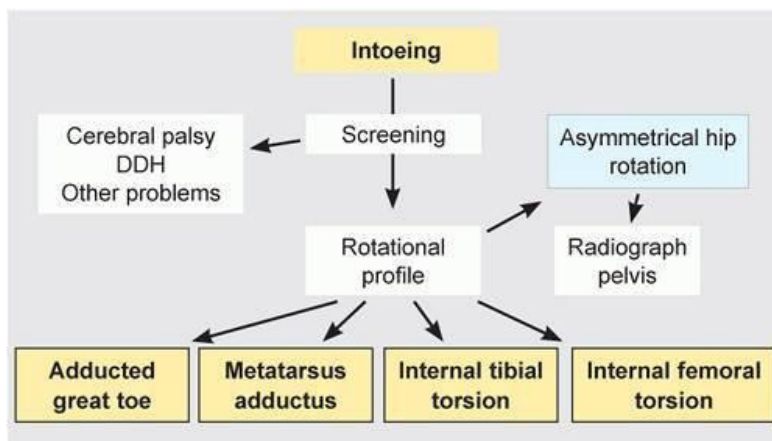 Intoeing
Cerebral palsy
DDH
Other problems
Screening
Asymmetrical hip
rotation
Rotational
profile
Radiograph
pelvis
Adducted
great toe
Metatarsus
adductus
Internal tibial
torsion
Internal femoral
torsion